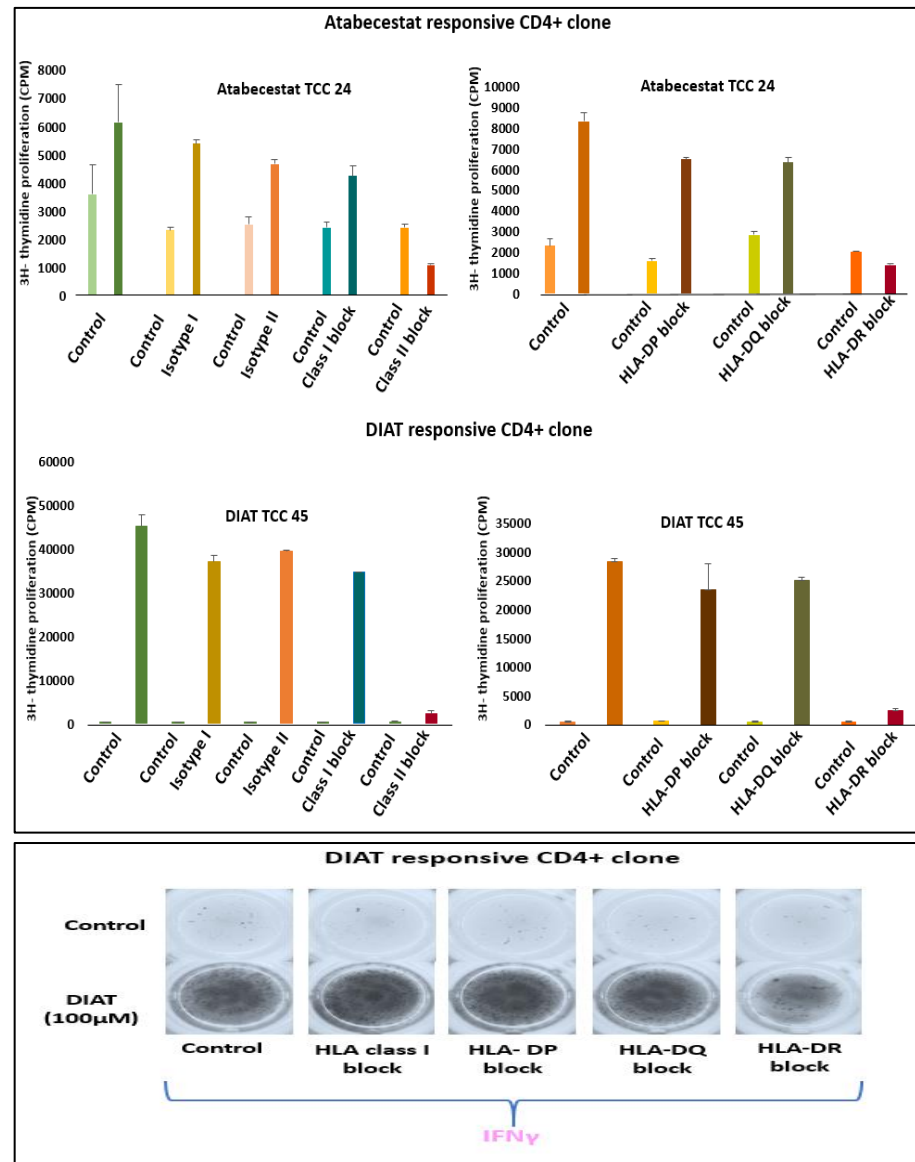 Atabecestat responsive CD4+ clone
Atabecestat TCC 24
3H- thymidine proliferation (CPM)
8000
7000
6000
5000
4000
3000
2000
1000
0
Control
Control
Isotype I
Control
Isotype II
Control
Class I block
Control
Class II block
Atabecestat TCC 24
3H- thymidine proliferation (CPM)
10000
9000
8000
7000
6000
5000
4000
3000
2000
1000
0
Control
Control
HLA-DP block
Control
HLA-DQ block
Control
HLA-DR block
DIAT responsive CD4+ clone
DIAT TCC 45
3H- thymidine proliferation (CPM)
60000
50000
40000
30000
20000
10000
0
Control
Control
Isotype I
Control
Isotype II
Control
Class I block
Control
Class II block
DIAT TCC 45
3H- thymidine proliferation (CPM)
35000
30000
25000
20000
15000
10000
5000
0
Control
Control
HLA-DP block
Control
HLA-DQ block
Control
HLA-DR block
DIAT responsive CD4+ clone
Control
DIAT
(100µM)
Control
HLA class I
block
HLA- DP
block
HLA-DQ
block
HLA-DR
block
IFNγ